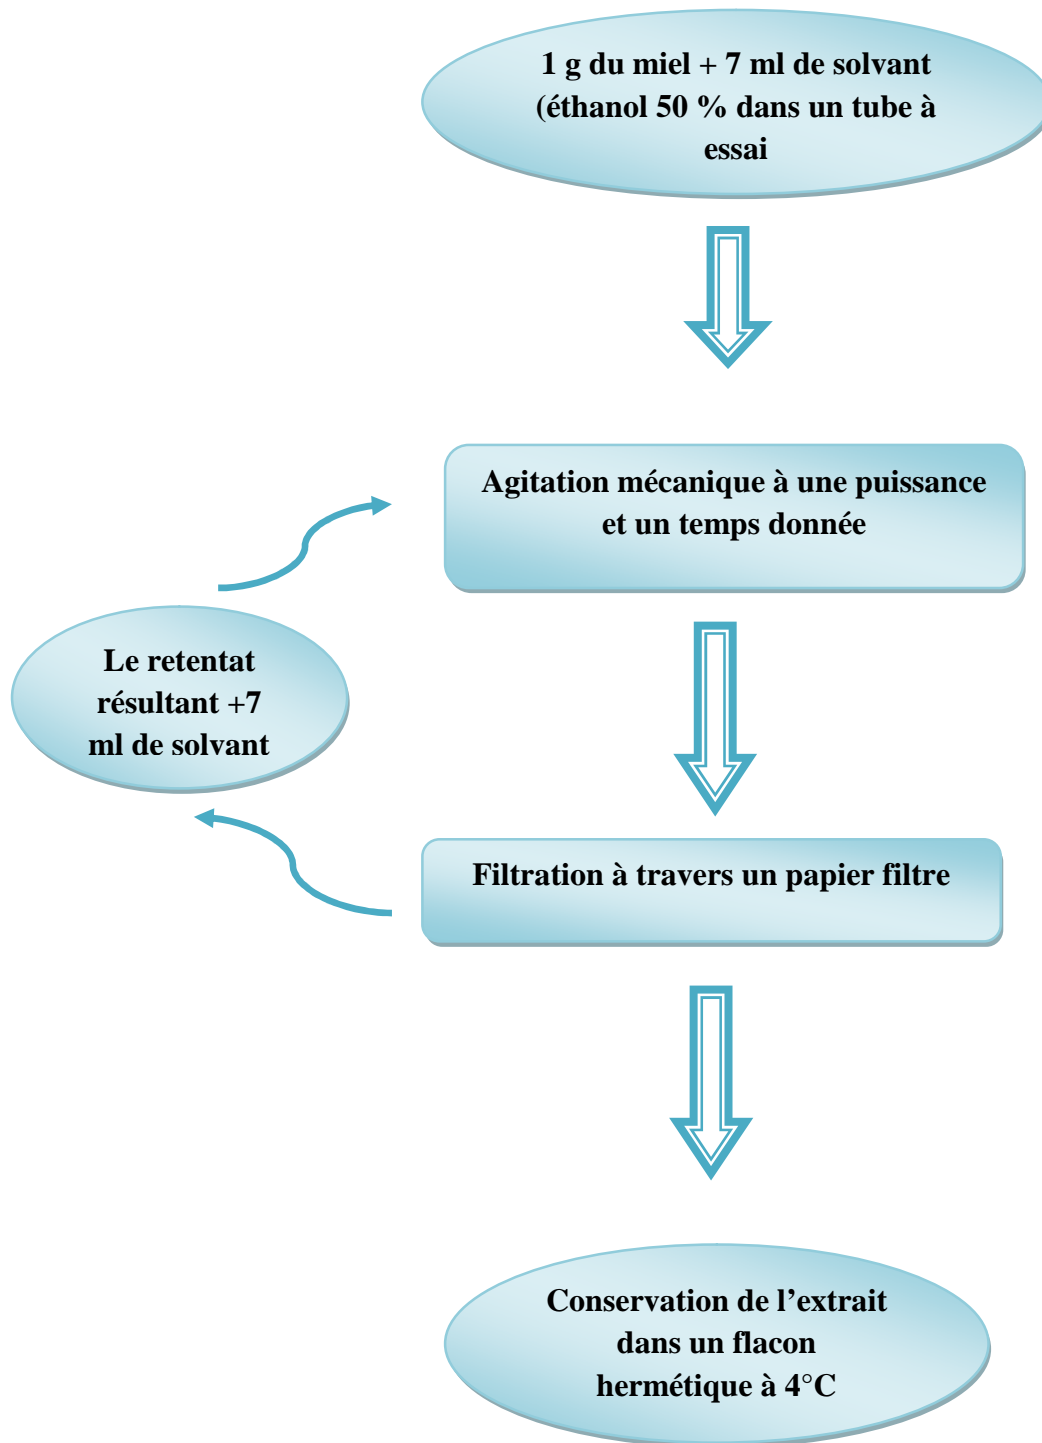 1 g du miel + 7 ml de solvant
(éthanol 50 % dans un tube à
essai
Agitation mécanique à une puissance
et un temps donnée
Le retentat
résultant +7
ml de solvant
Filtration à travers un papier filtre
Conservation de l’extrait
dans un flacon
hermétique à 4°C